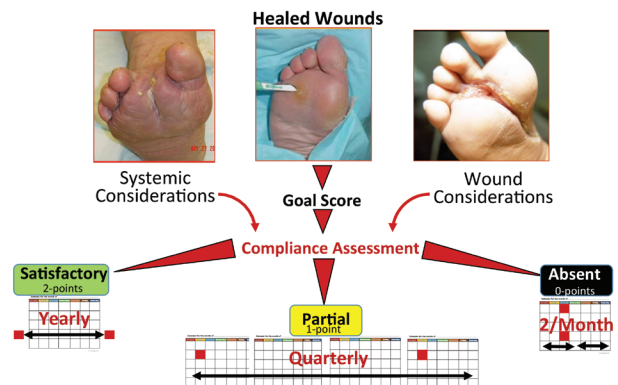 Healed Wounds
Systemic
Considerations
Goal Score
Wound
Considerations
Compliance Assessment
Satisfactory
2-points
Yearly
Partial
1-point
Quarterly
Absent
0-points
2/Month